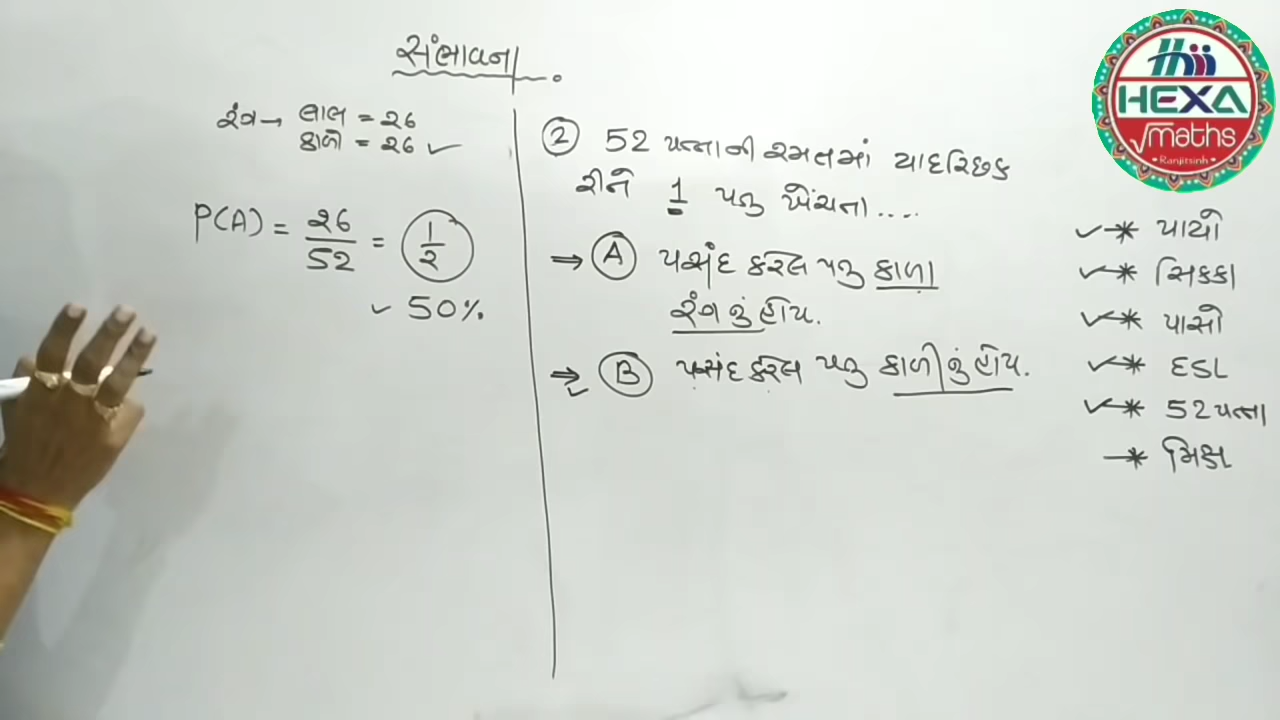 સંભાવના
રંગ → લાલ = 26
કાળો = 26 ✓
P(A) = 26/52 = 1/2
✓ 50%
2 52 પત્તાની રમતમાં યાદચ્છિક
રીતે 1 પત્તુ ખેંચતા....
⇒ A પસંદ કરેલ પત્તુ કાળા
રંગનું હોય.
⇒ B પસંદ કરેલ પત્તુ કાળીનું હોય.
✓→* પાયો
✓→* સિક્કા
✓→* પાસો
✓→* દડા
✓→* 52 પત્તા
→* મિક્ષ
HEXA
√maths
• Ranjitsinh •